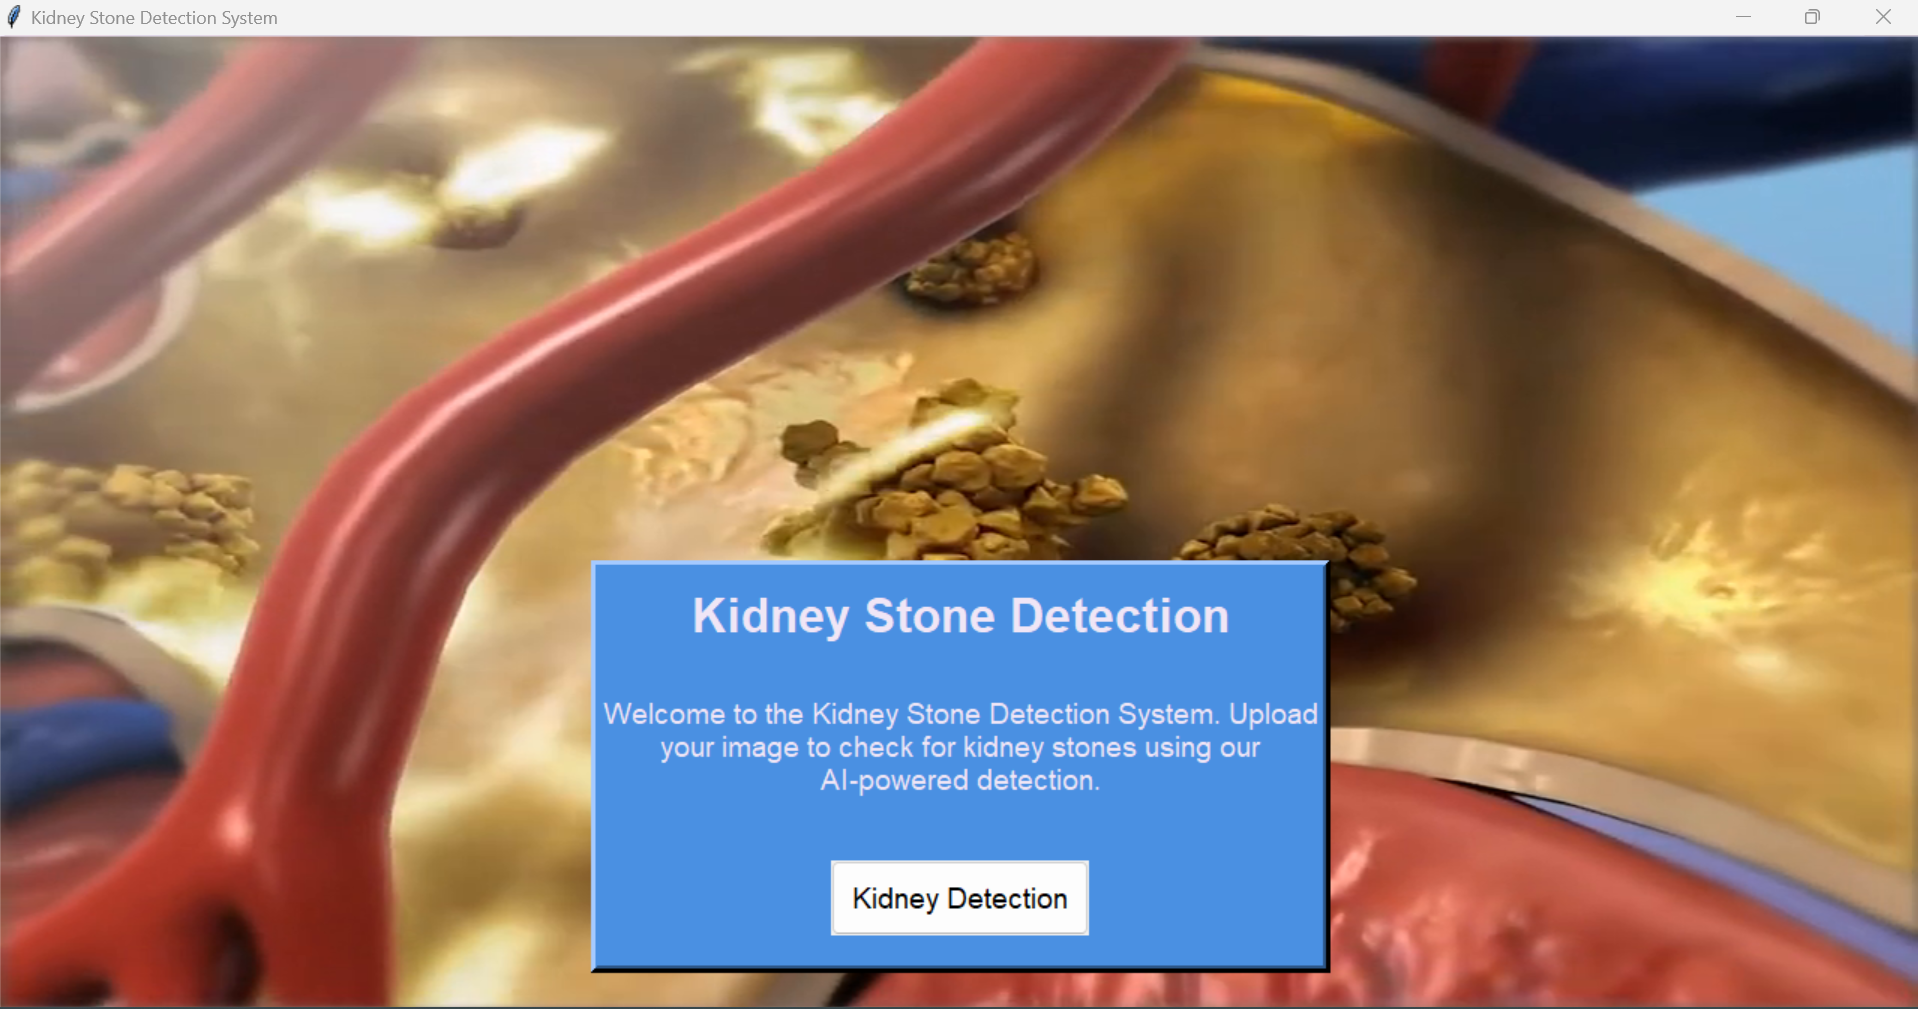 Kidney Stone Detection System
Kidney Stone Detection
Welcome to the Kidney Stone Detection System. Upload
your image to check for kidney stones using our
AI-powered detection.
Kidney Detection